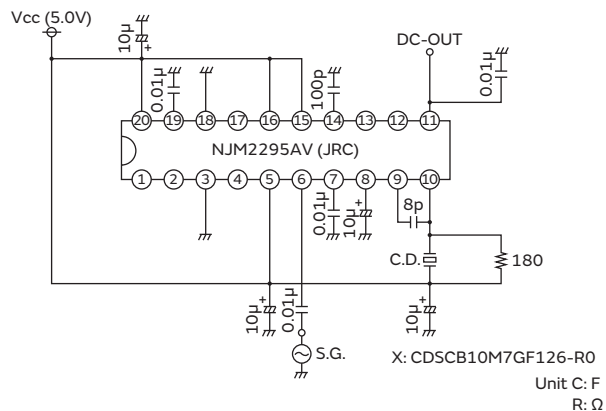 Vcc (5.0V)
10μ
+
0.01μ
100p
DC-OUT
0.01μ
20 19 18 17 16 15 14 13 12 11
NJM2295AV (JRC)
1 2 3 4 5 6 7 8 9 10
0.01μ
10μ
+
8p
C.D.
180
10μ
+
0.01μ
10μ
+
S.G.
X: CDSCB10M7GF126-R0
Unit C: F
R: Ω